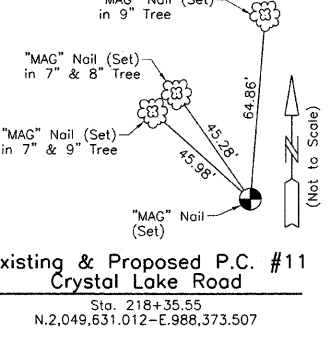 "MAG" Nail (Set)
in 9" Tree
"MAG" Nail (Set)
in 7" & 8" Tree
64.86'
"MAG" Nail (Set)
in 7" & 9" Tree
45.28'
45.98'
N
(Not to Scale)
"MAG" Nail
(Set)
xisting & Proposed P.C. #11
Crystal Lake Road
Sta. 218+35.55
N.2,049,631.012–E.988,373.507